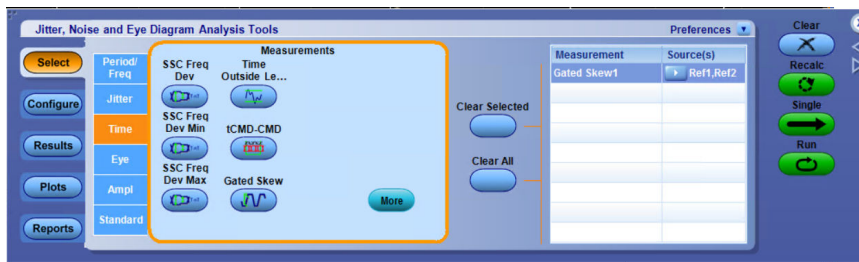 Jitter, Noise and Eye Diagram Analysis Tools
Preferences
Clear
Select
Configure
Results
Plots
Reports
Period/
Freq
Jitter
Time
Eye
Ampl
Standard
Measurements
SSC Freq
Dev
Time
Outside Le...
SSC Freq
Dev Min
tCMD-CMD
SSC Freq
Dev Max
Gated Skew
More
Clear Selected
Clear All
Measurement Source(s)
Gated Skew1 Ref1,Ref2
Recalc
Single
Run